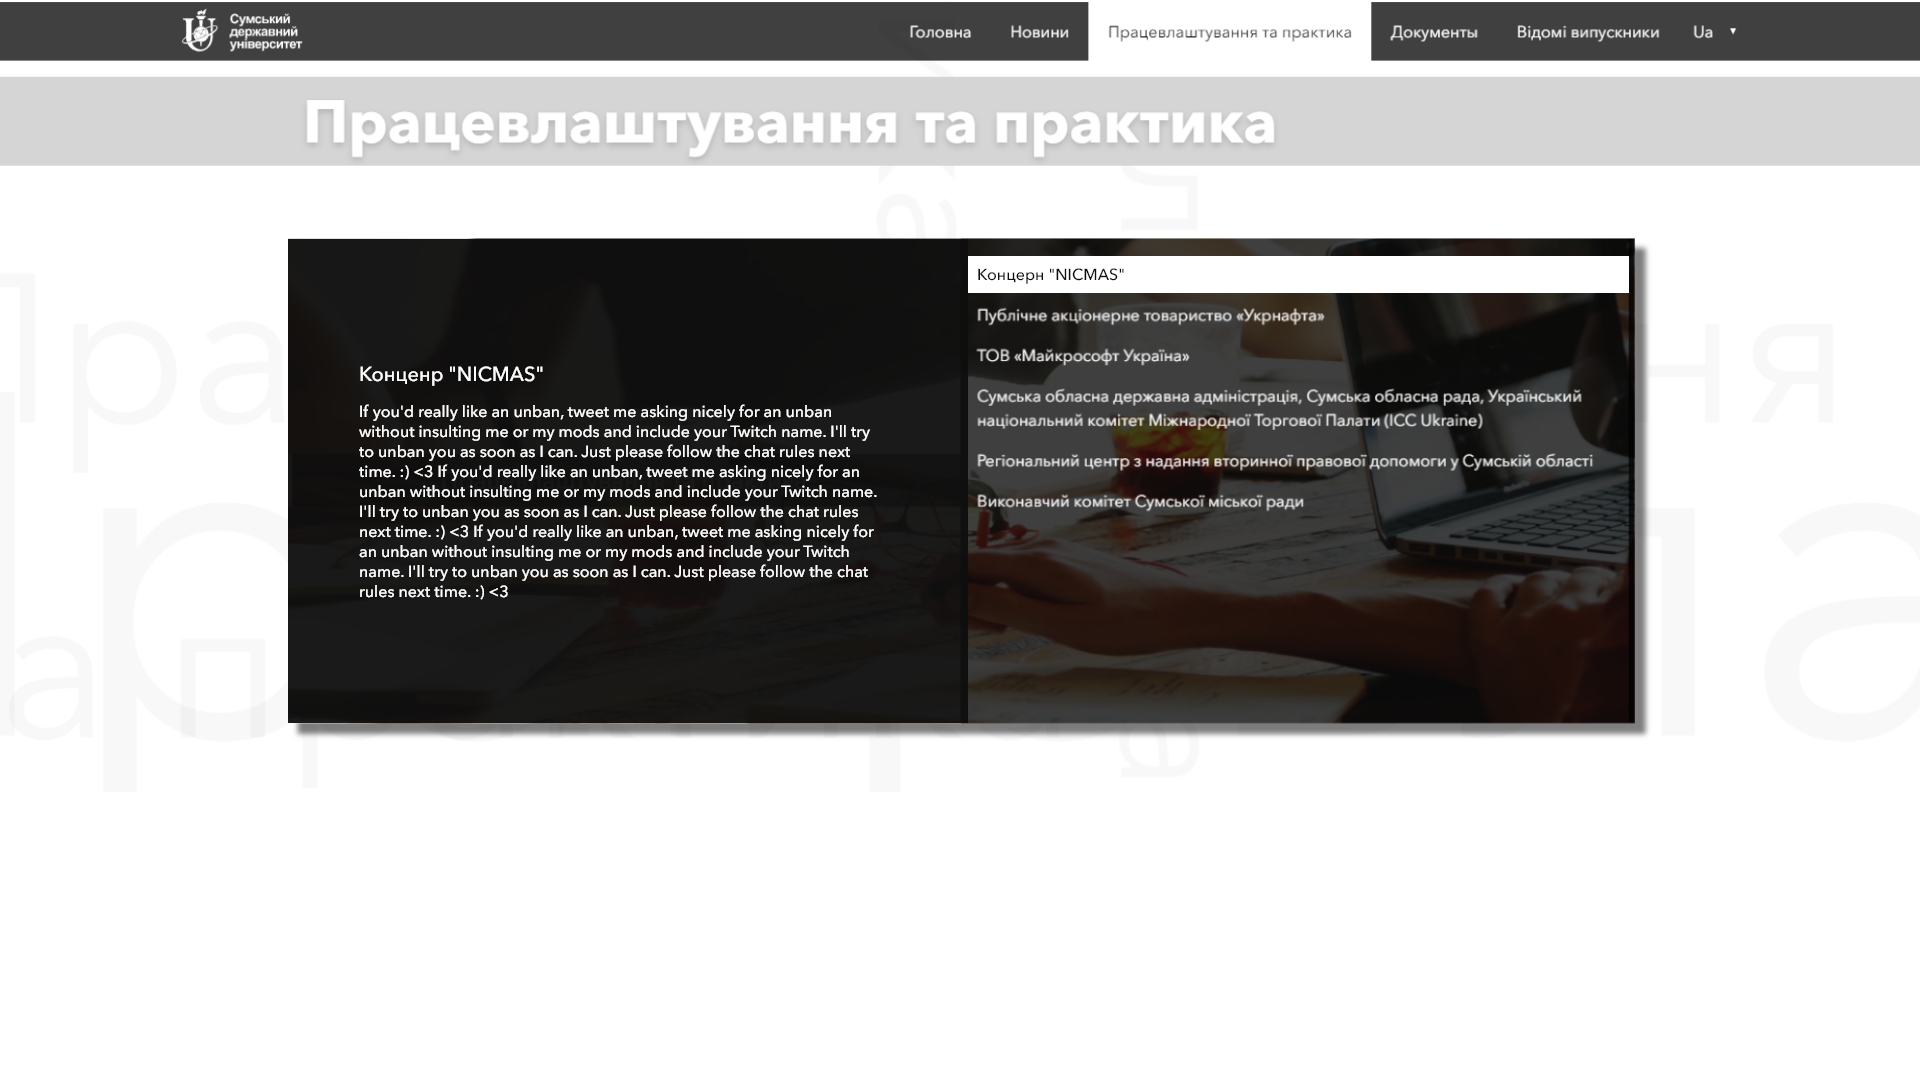 Сумський
державний
університет
Головна
Новини
Працевлаштування та практика
Документы
Відомі випускники
Ua
Працевлаштування та практика
Конценр "NICMAS"
If you'd really like an unban, tweet me asking nicely for an unban
without insulting me or my mods and include your Twitch name. I'll try
to unban you as soon as I can. Just please follow the chat rules next
time. :) <3 If you'd really like an unban, tweet me asking nicely for an
unban without insulting me or my mods and include your Twitch name.
I'll try to unban you as soon as I can. Just please follow the chat rules
next time. :) <3 If you'd really like an unban, tweet me asking nicely for
an unban without insulting me or my mods and include your Twitch
name. I'll try to unban you as soon as I can. Just please follow the chat
rules next time. :) <3
Концерн "NICMAS"
Публічне акціонерне товариство «Укрнафта»
ТОВ «Майкрософт Україна»
Сумська обласна державна адміністрація, Сумська обласна рада, Український
національний комітет Міжнародної Торгової Палати (ICC Ukraine)
Регіональний центр з надання вторинної правової допомоги у Сумській області
Виконавчий комітет Сумської міської ради